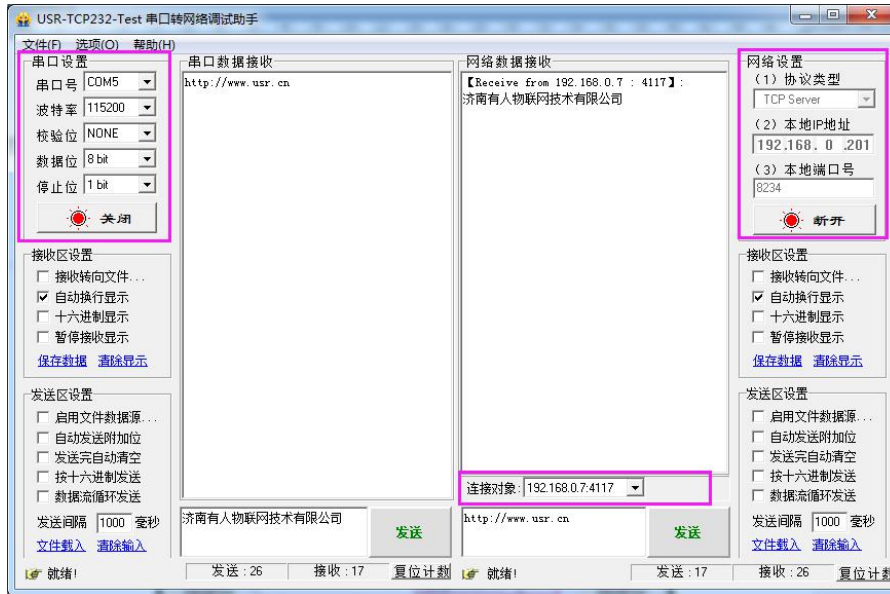 USR-TCP232-Test 串口转网络调试助手
文件(F) 选项(O) 帮助(H)
串口设置
串口号 COM5
波特率 115200
校验位 NONE
数据位 8 bit
停止位 1 bit
关闭
接收区设置
接收转向文件...
自动换行显示
十六进制显示
暂停接收显示
保存数据 清除显示
发送区设置
启用文件数据源...
自动发送附加位
发送完自动清空
按十六进制发送
数据流循环发送
发送间隔 1000 毫秒
文件载入 清除输入
串口数据接收
http://www.usr.cn
济南有人物联网技术有限公司
发送
网络数据接收
【Receive from 192.168.0.7 : 4117】:
济南有人物联网技术有限公司
连接对象: 192.168.0.7:4117
http://www.usr.cn
发送
网络设置
(1) 协议类型
TCP Server
(2) 本地IP地址
192.168. 0 .201
(3) 本地端口号
8234
断开
接收区设置
接收转向文件...
自动换行显示
十六进制显示
暂停接收显示
保存数据 清除显示
发送区设置
启用文件数据源...
自动发送附加位
发送完自动清空
按十六进制发送
数据流循环发送
发送间隔 1000 毫秒
文件载入 清除输入
就绪! 发送:26 接收:17 复位计数
就绪! 发送:17 接收:26 复位计数